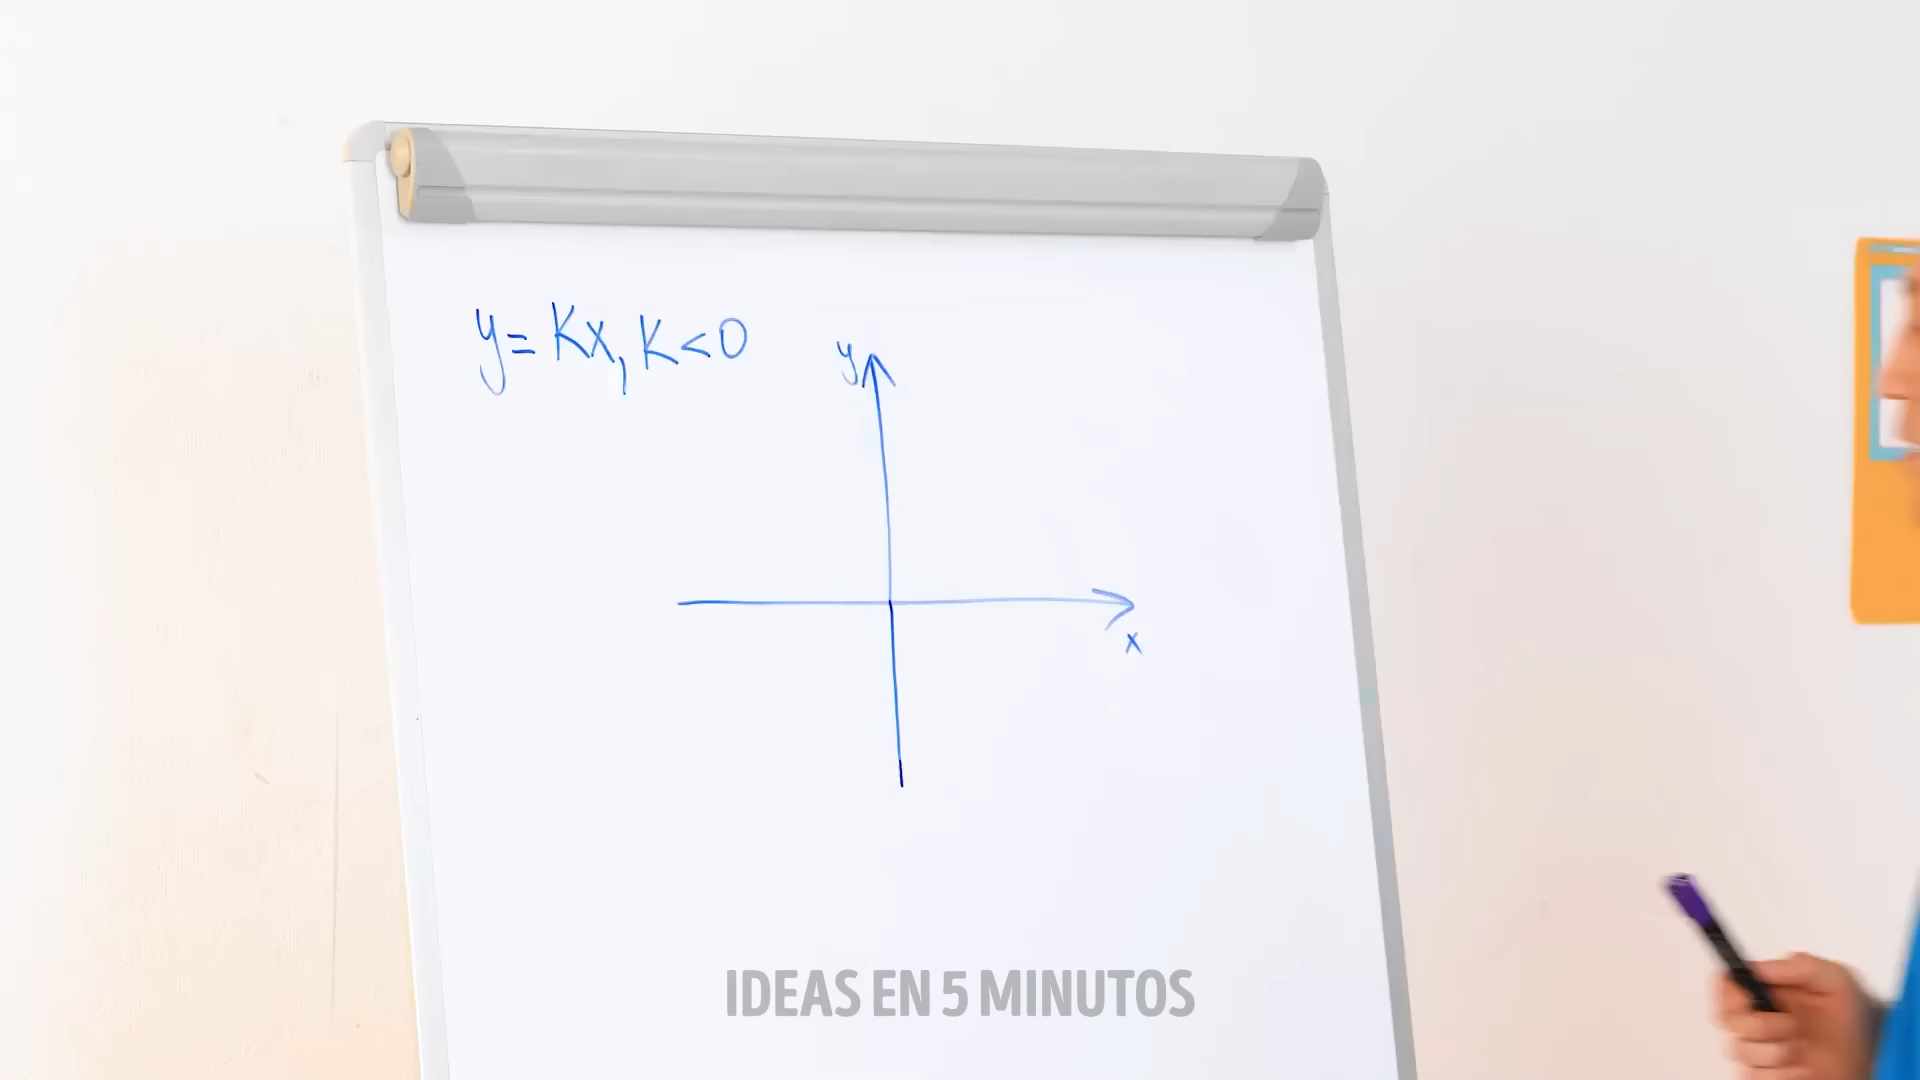 y = Kx, K < 0
y
x
IDEAS EN 5 MINUTOS